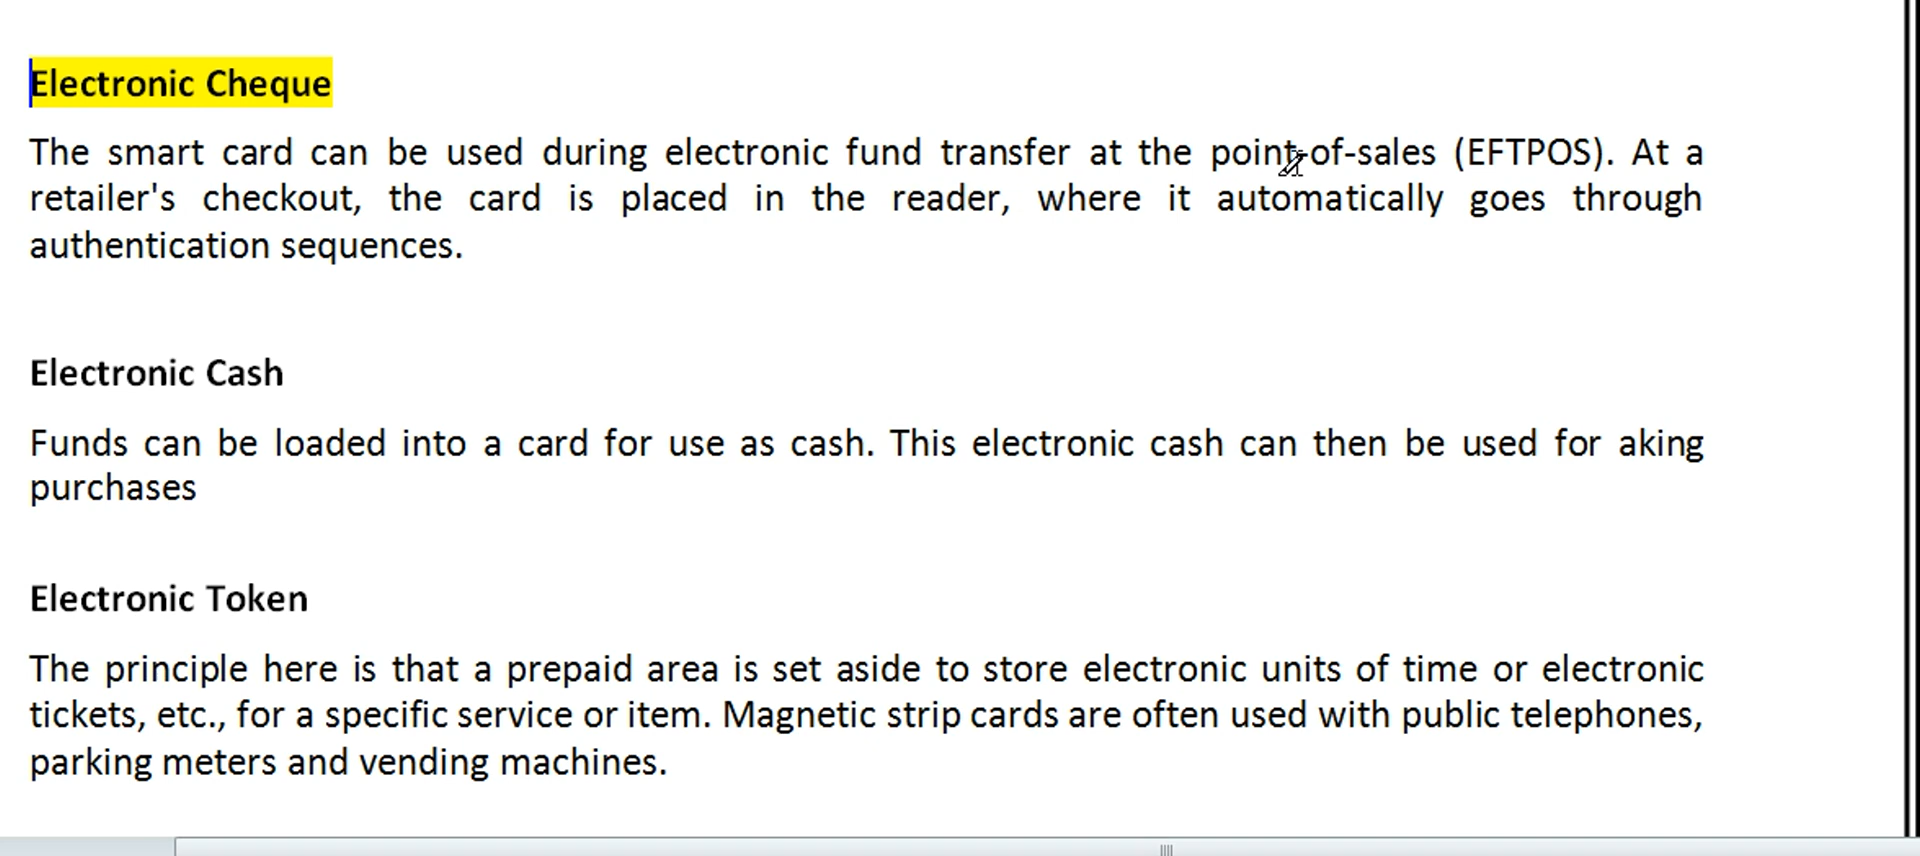 Electronic Cheque
The smart card can be used during electronic fund transfer at the point-of-sales (EFTPOS). At a
retailer's checkout, the card is placed in the reader, where it automatically goes through
authentication sequences.
Electronic Cash
Funds can be loaded into a card for use as cash. This electronic cash can then be used for aking
purchases
Electronic Token
The principle here is that a prepaid area is set aside to store electronic units of time or electronic
tickets, etc., for a specific service or item. Magnetic strip cards are often used with public telephones,
parking meters and vending machines.